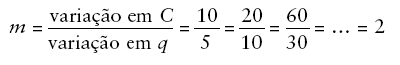 m = variação em C / variação em q = 10/5 = 20/10 = 60/30 = ... = 2